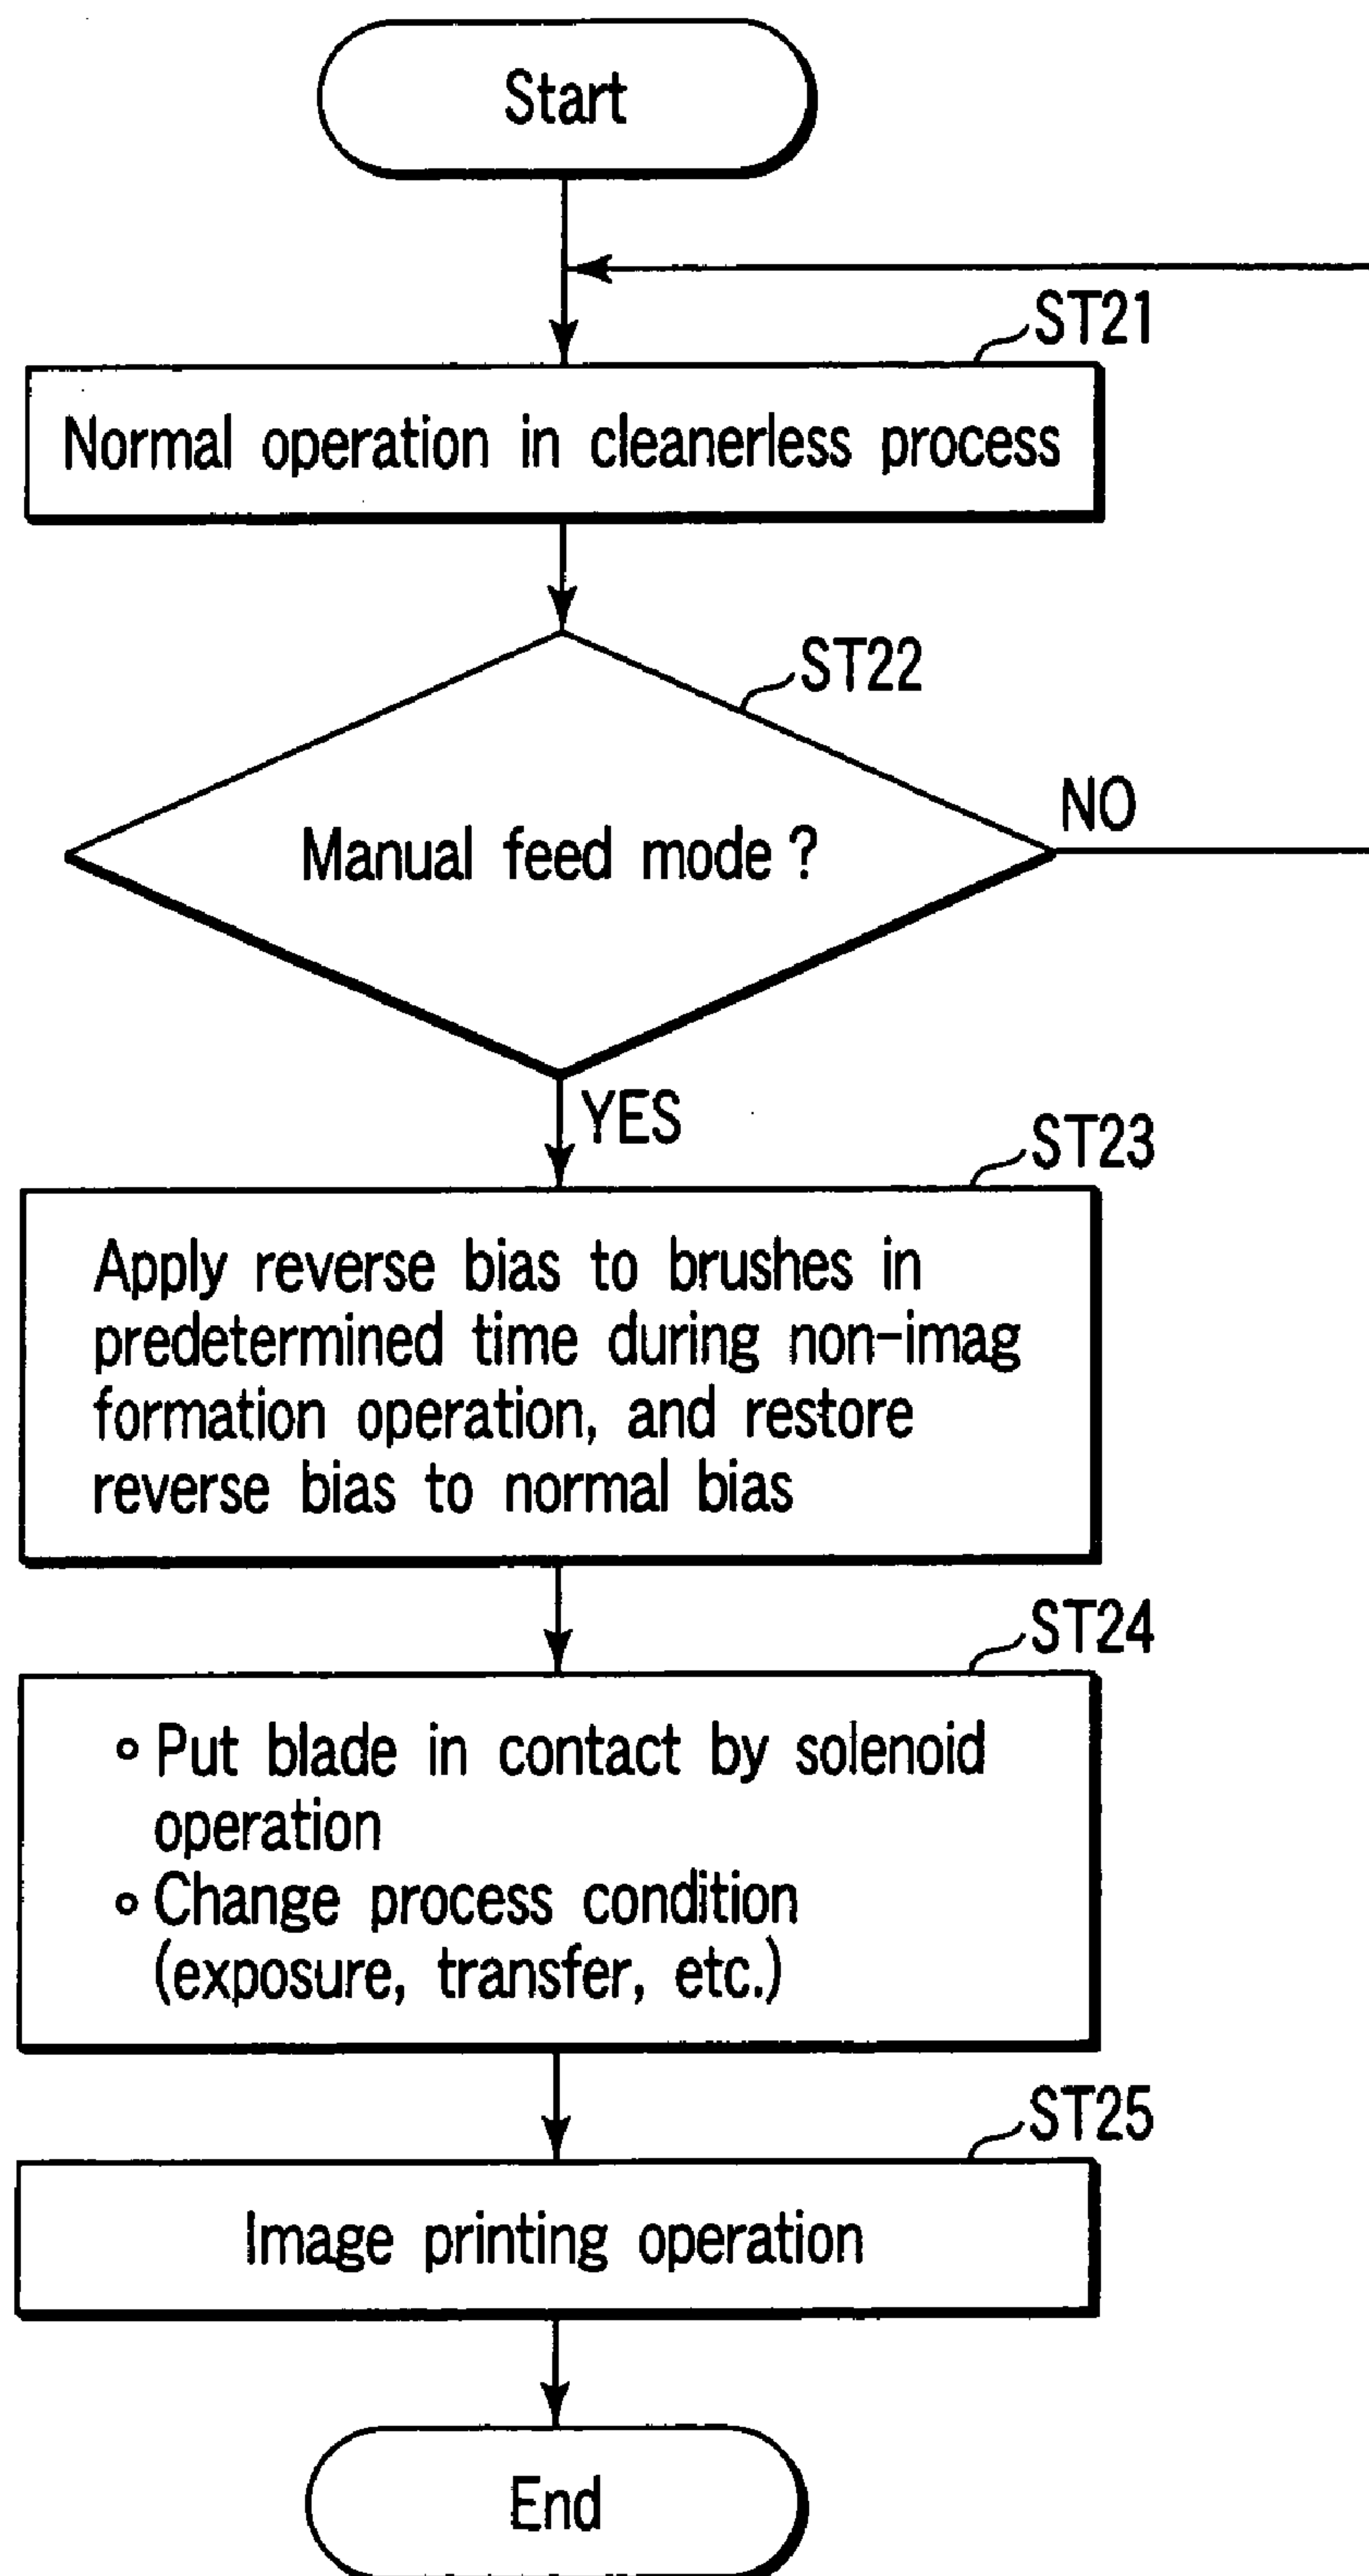 Start
ST21
Normal operation in cleanerless process
ST22
Manual feed mode ?
NO
YES
ST23
Apply reverse bias to brushes in
predetermined time during non-imag
formation operation, and restore
reverse bias to normal bias
ST24
∘ Put blade in contact by solenoid
operation
∘ Change process condition
(exposure, transfer, etc.)
ST25
Image printing operation
End